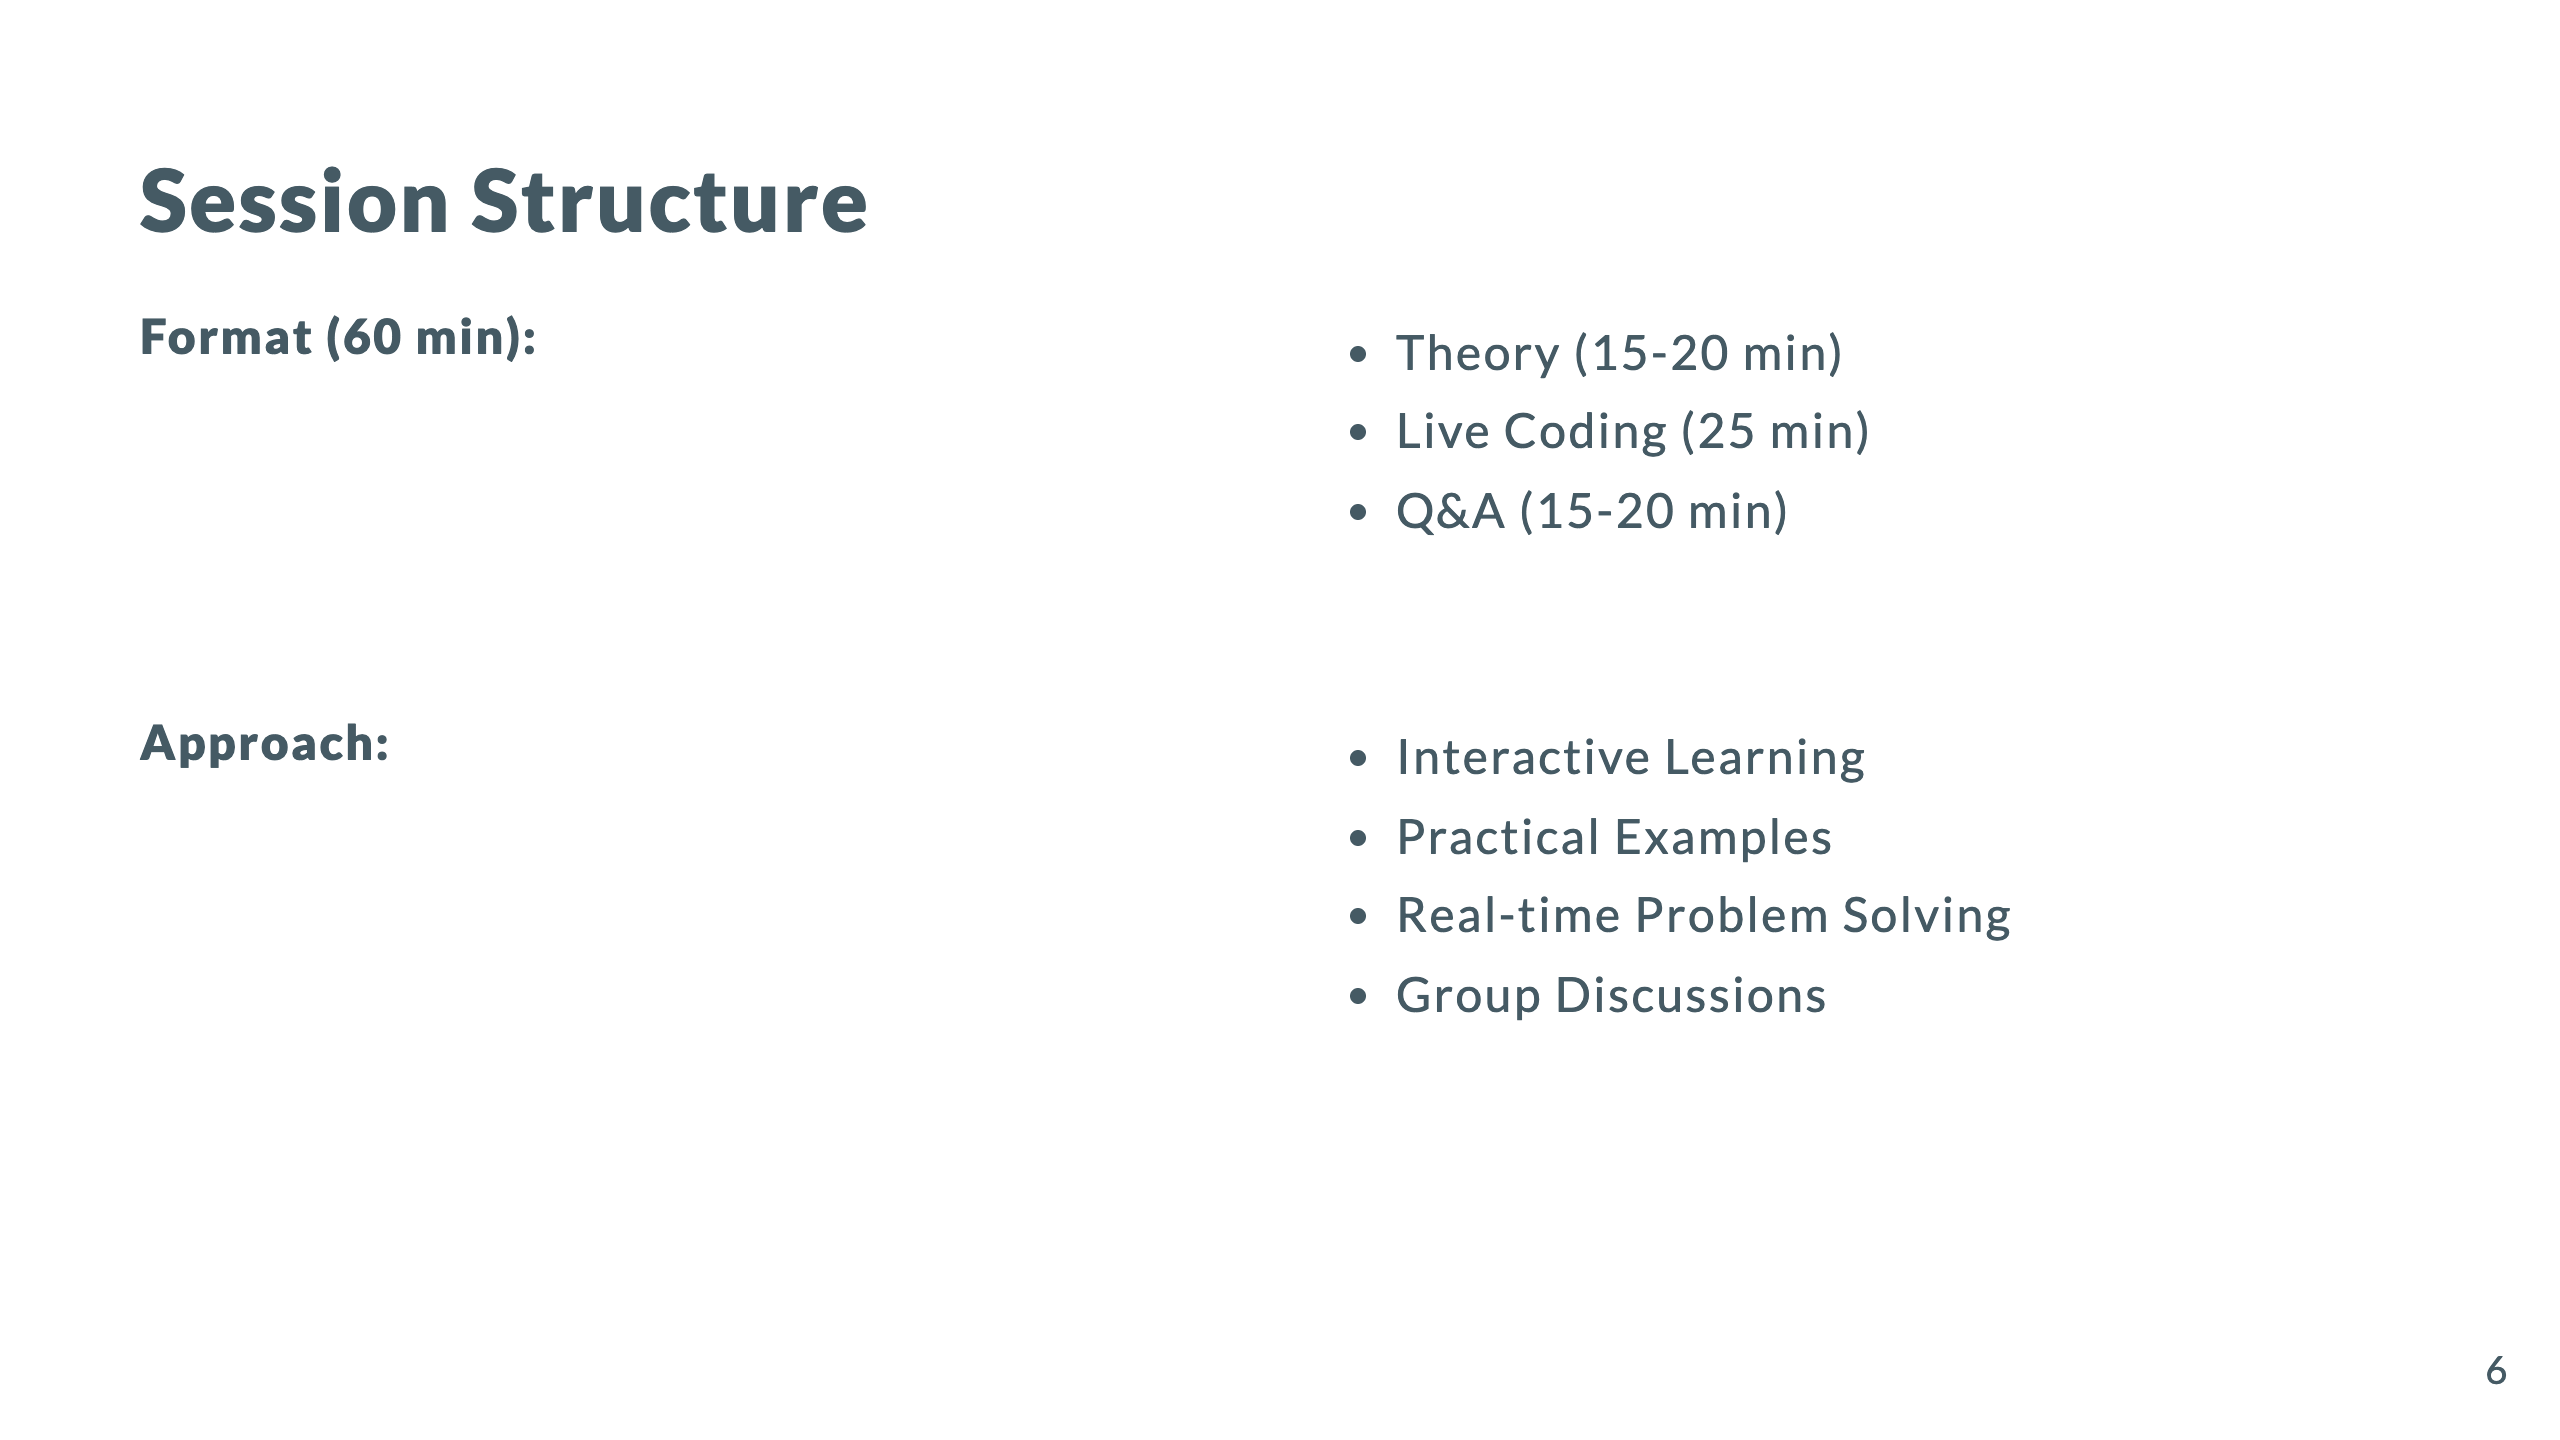 Session Structure
Format (60 min):
• Theory (15-20 min)
• Live Coding (25 min)
• Q&A (15-20 min)
Approach:
• Interactive Learning
• Practical Examples
• Real-time Problem Solving
• Group Discussions
6